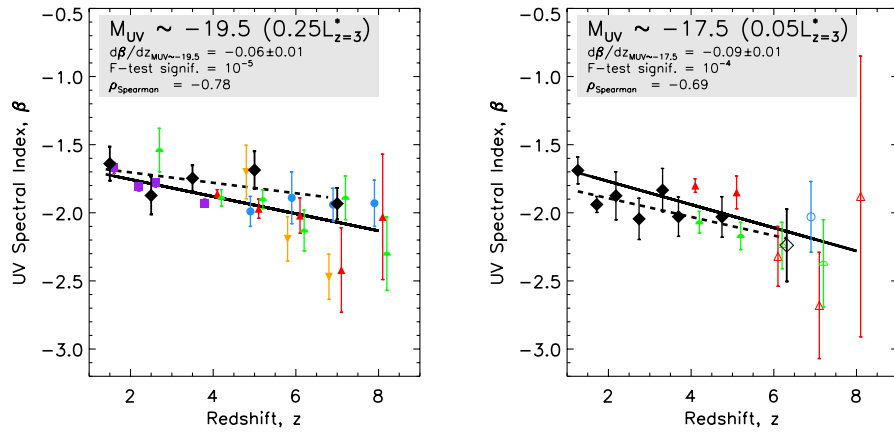 M_UV ~ −19.5 (0.25L*_z=3)
dβ/dz_MUV~−19.5 = −0.06±0.01
F−test signif. = 10^−5
ρ_Spearman = −0.78
−1.0
−1.5
−2.0
−2.5
−3.0
UV Spectral Index, β
2 4 6 8
Redshift, z
M_UV ~ −17.5 (0.05L*_z=3)
dβ/dz_MUV~−17.5 = −0.09±0.01
F−test signif. = 10^−4
ρ_Spearman = −0.69
−1.0
−1.5
−2.0
−2.5
−3.0
UV Spectral Index, β
2 4 6 8
Redshift, z